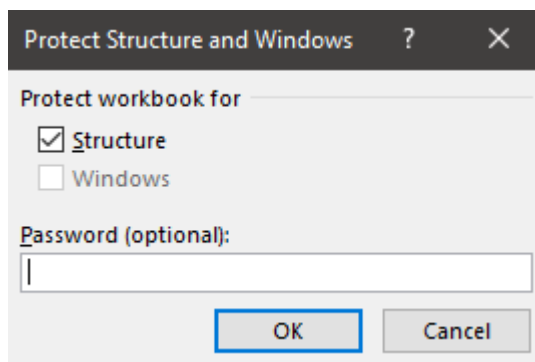 Protect Structure and Windows ? ×
Protect workbook for
Structure
Windows
Password (optional):
OK Cancel